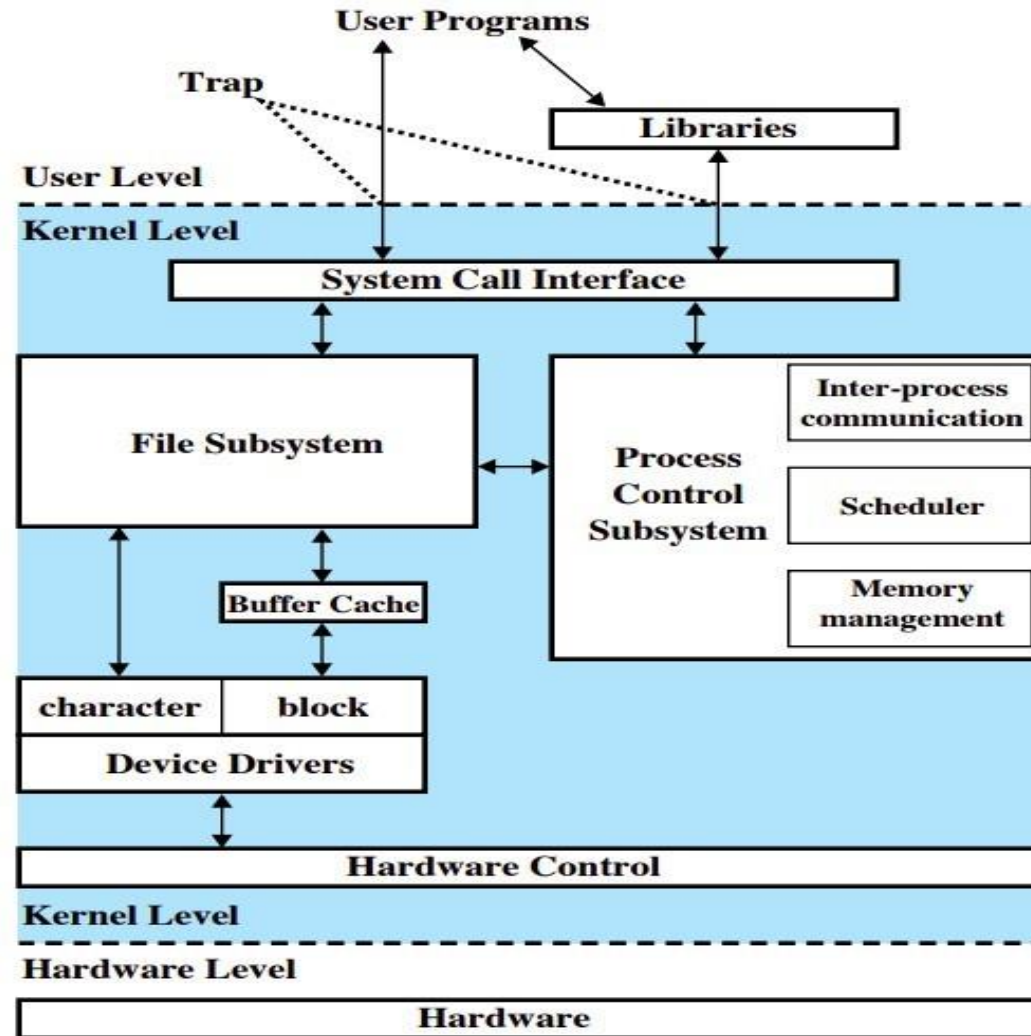 User Programs
Trap
Libraries
User Level
Kernel Level
System Call Interface
File Subsystem
Inter-process
communication
Process
Control
Subsystem
Scheduler
Memory
management
Buffer Cache
character
block
Device Drivers
Hardware Control
Kernel Level
Hardware Level
Hardware